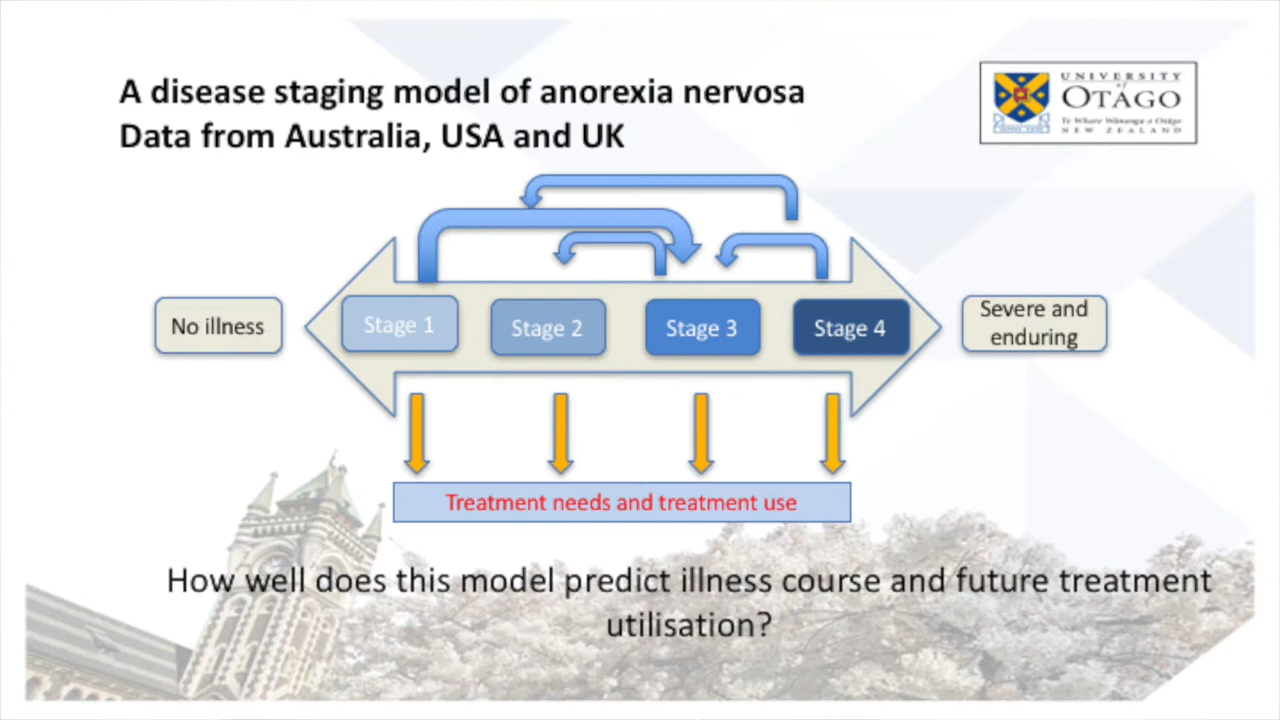 A disease staging model of anorexia nervosa
Data from Australia, USA and UK
UNIVERSITY
of
OTAGO
Te Whare Wānanga o Otāgo
NEW ZEALAND
No illness
Stage 1
Stage 2
Stage 3
Stage 4
Severe and
enduring
Treatment needs and treatment use
How well does this model predict illness course and future treatment
utilisation?